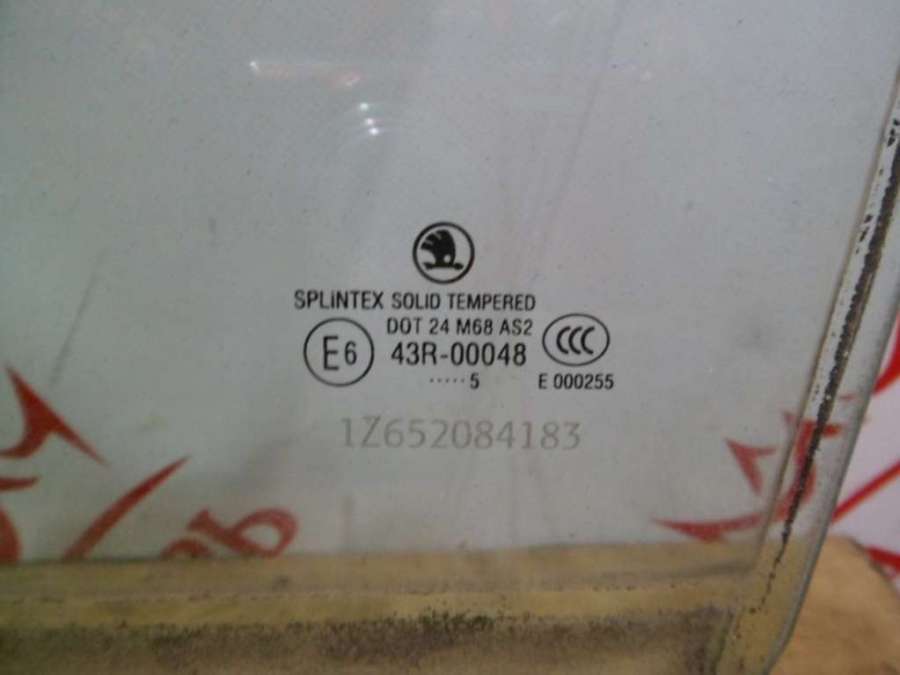 SPLiNTEX SOLID TEMPERED
DOT 24 M68 AS2
E6 43R-00048 CCC
····· 5 E 000255
1Z652084183